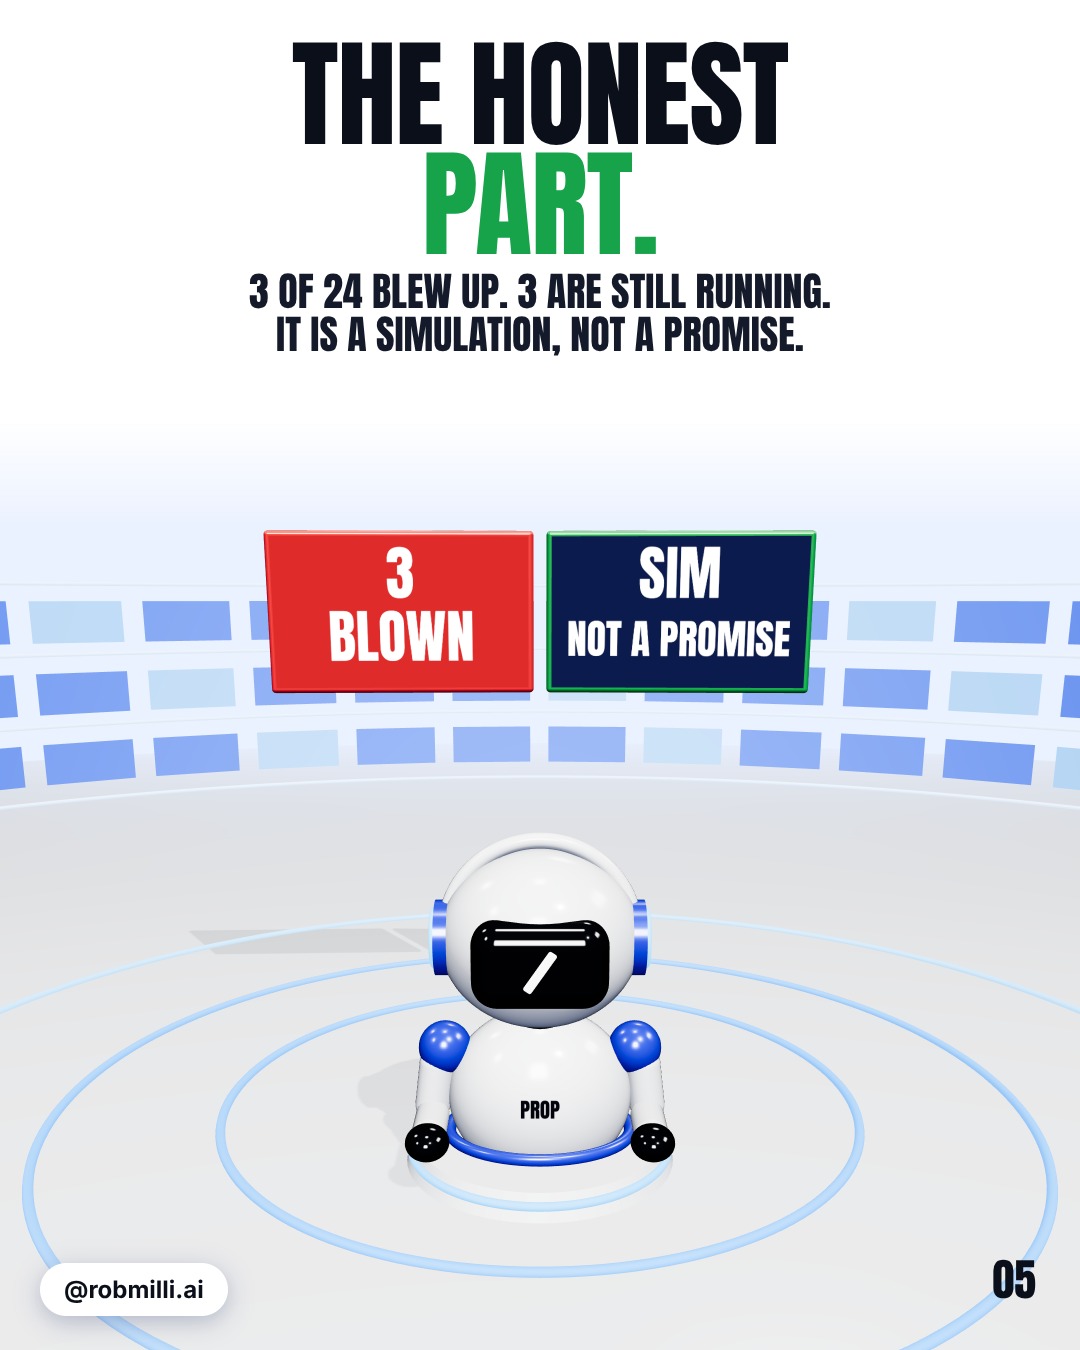 THE HONEST
PART.
3 OF 24 BLEW UP. 3 ARE STILL RUNNING.
IT IS A SIMULATION, NOT A PROMISE.
3
BLOWN
SIM
NOT A PROMISE
PROP
@robmilli.ai
05